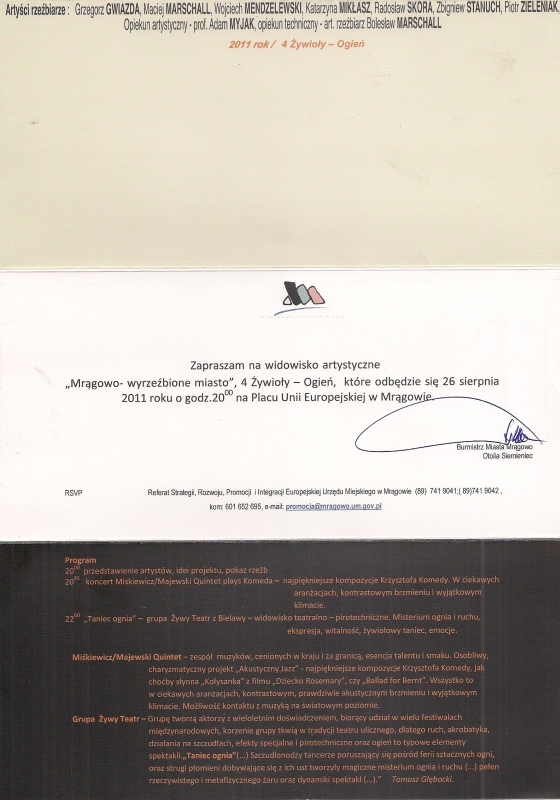 Artyści rzeźbiarze : Grzegorz GWIAZDA, Maciej MARSCHALL, Wojciech MENDZELEWSKI, Katarzyna MIKŁASZ, Radosław SKÓRA, Zbigniew STANUCH, Piotr ZIELENIAK,
Opiekun artystyczny - prof. Adam MYJAK, opiekun techniczny - art. rzeźbiarz Bolesław MARSCHALL
2011 rok / 4 Żywioły – Ogień
Zapraszam na widowisko artystyczne
„Mrągowo- wyrzeźbione miasto", 4 Żywioły – Ogień, które odbędzie się 26 sierpnia
2011 roku o godz.20⁰⁰ na Placu Unii Europejskiej w Mrągowie.
Burmistrz Miasta Mrągowo
Otolia Siemieniec
RSVP Referat Strategii, Rozwoju, Promocji i Integracji Europejskiej Urzędu Miejskiego w Mrągowie (89) 741 9041;( 89)741 9042 ,
kom: 601 652 695, e-mail: promocja@mragowo.um.gov.pl
Program
20⁰⁰ przedstawienie artystów, idei projektu, pokaz rzeźb
20⁴⁵ koncert Miśkiewicz/Majewski Quintet plays Komeda – najpiękniejsze kompozycje Krzysztofa Komedy. W ciekawych
aranżacjach, kontrastowym brzmieniu i wyjątkowym
klimacie.
22⁰⁰ „Taniec ognia" – grupa Żywy Teatr z Bielawy – widowisko teatralno – pirotechniczne. Misterium ognia i ruchu,
ekspresja, witalność, żywiołowy taniec, emocje.
Miśkiewicz/Majewski Quintet – zespół muzyków, cenionych w kraju i za granicą, esencja talentu i smaku. Osobliwy,
charyzmatyczny projekt „Akustyczny Jazz" - najpiękniejsze kompozycje Krzysztofa Komedy, jak
choćby słynna „Kołysanka" z filmu „Dziecko Rosemary", czy „Ballad for Bernt". Wszystko to
w ciekawych aranżacjach, kontrastowym, prawdziwie akustycznym brzmieniu i wyjątkowym
klimacie. Możliwość kontaktu z muzyką na światowym poziomie.
Grupa Żywy Teatr – Grupę tworzą aktorzy z wieloletnim doświadczeniem, biorący udział w wielu festiwalach
międzynarodowych, korzenie grupy tkwią w tradycji teatru ulicznego, dlatego ruch, akrobatyka,
działania na szczudłach, efekty specjalne i pirotechniczne oraz ogień to typowe elementy
spektakli.„Taniec ognia"(...) Szczudłonodzy tancerze poruszający się pośród ferii sztucznych ogni,
oraz strugi płomieni dobywające się z ich ust tworzyły magiczne misterium ognia i ruchu (...) pełen
rzeczywistego i metafizycznego żaru oraz dynamiki spektakl (...)." Tomasz Głębocki.